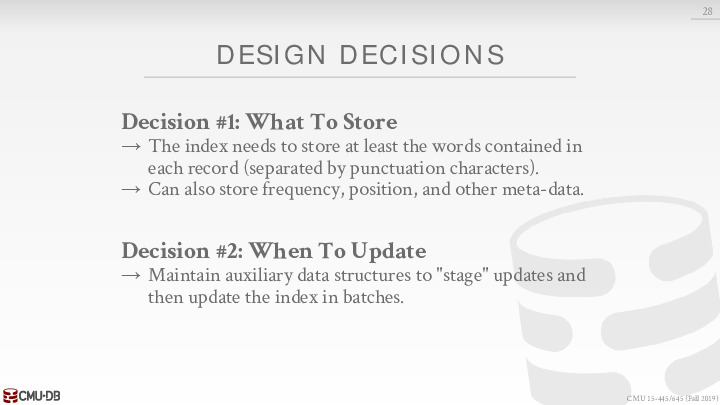 28
DESIGN DECISIONS
Decision #1: What To Store
→ The index needs to store at least the words contained in
each record (separated by punctuation characters).
→ Can also store frequency, position, and other meta-data.
Decision #2: When To Update
→ Maintain auxiliary data structures to "stage" updates and
then update the index in batches.
CMU·DB
CMU 15-445/645 (Fall 2019)